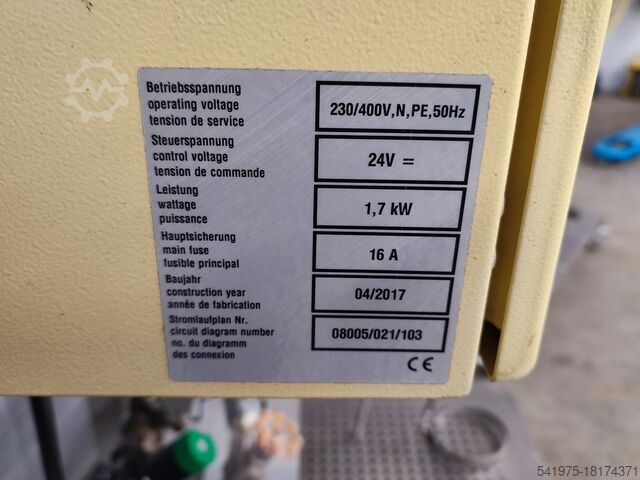 Betriebsspannung
operating voltage
tension de service
230/400V,N,PE,50Hz
Steuerspannung
control voltage
tension de commande
24V =
Leistung
wattage
puissance
1,7 kW
Hauptsicherung
main fuse
fusible principal
16 A
Baujahr
construction year
année de fabrication
04/2017
Stromlaufplan Nr.
circuit diagram number
no. du diagramm
des connexion
08005/021/103
CE
541975-18174371